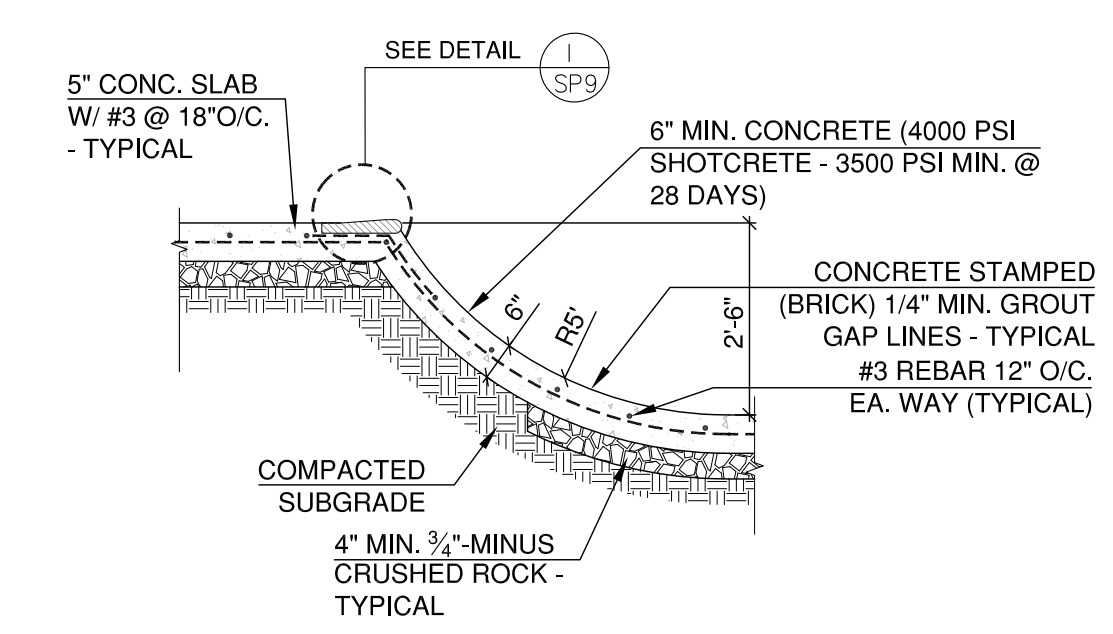 SEE DETAIL
I
SP9
5" CONC. SLAB
W/ #3 @ 18"O/C.
- TYPICAL
6" MIN. CONCRETE (4000 PSI
SHOTCRETE - 3500 PSI MIN. @
28 DAYS)
CONCRETE STAMPED
(BRICK) 1/4" MIN. GROUT
GAP LINES - TYPICAL
#3 REBAR 12" O/C.
EA. WAY (TYPICAL)
6"
R5'
2'-6"
COMPACTED
SUBGRADE
4" MIN. ¾"-MINUS
CRUSHED ROCK -
TYPICAL